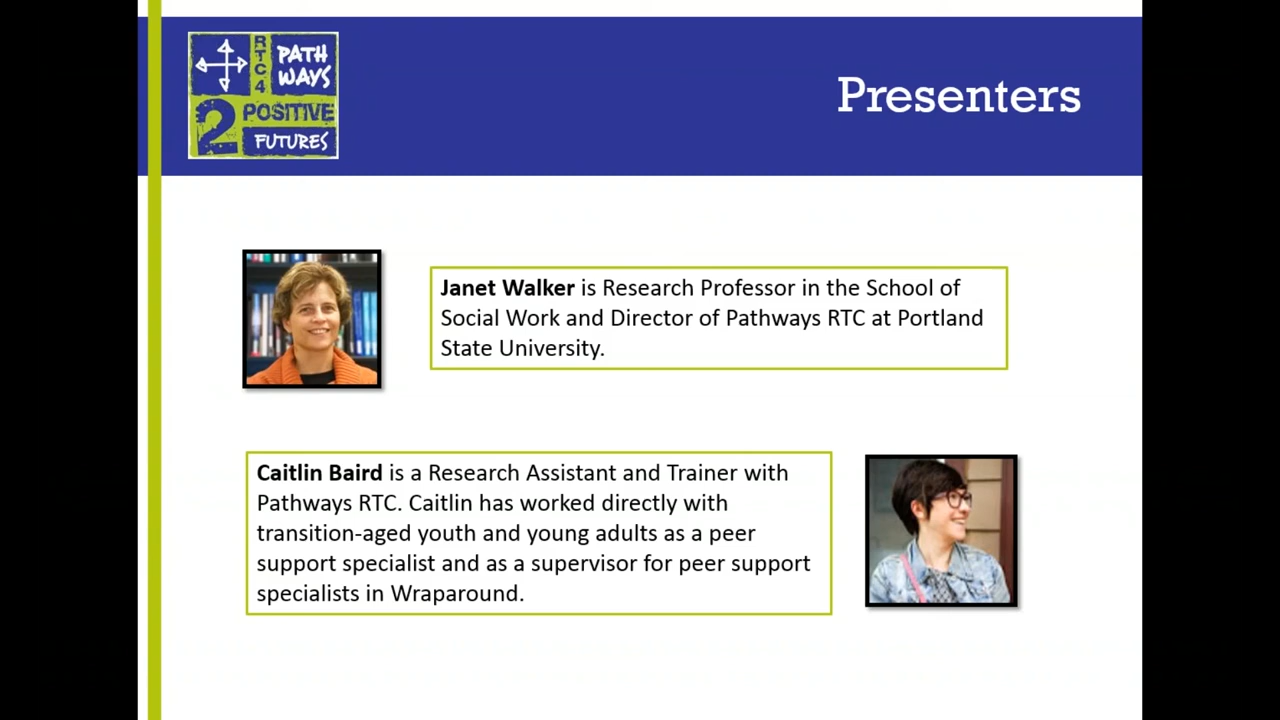 RTC4
PATH
WAYS
2
POSITIVE
FUTURES
Presenters
Janet Walker is Research Professor in the School of
Social Work and Director of Pathways RTC at Portland
State University.
Caitlin Baird is a Research Assistant and Trainer with
Pathways RTC. Caitlin has worked directly with
transition-aged youth and young adults as a peer
support specialist and as a supervisor for peer support
specialists in Wraparound.